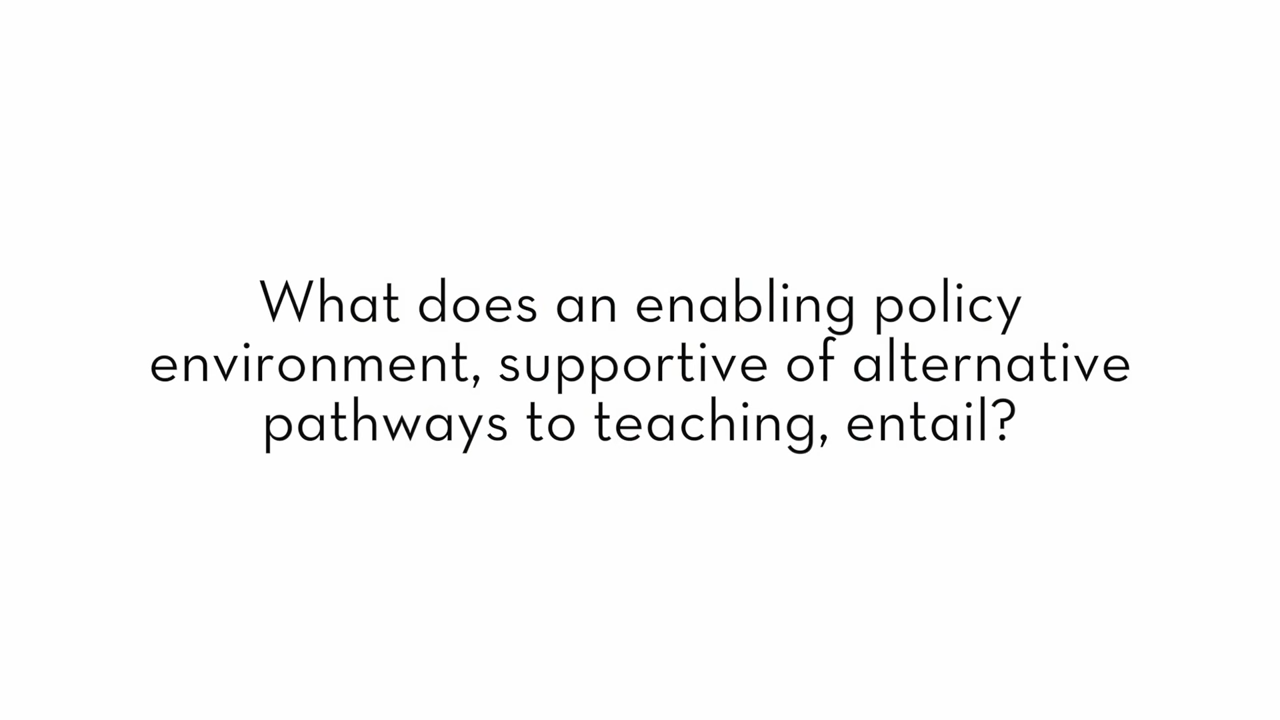 What does an enabling policy
environment, supportive of alternative
pathways to teaching, entail?